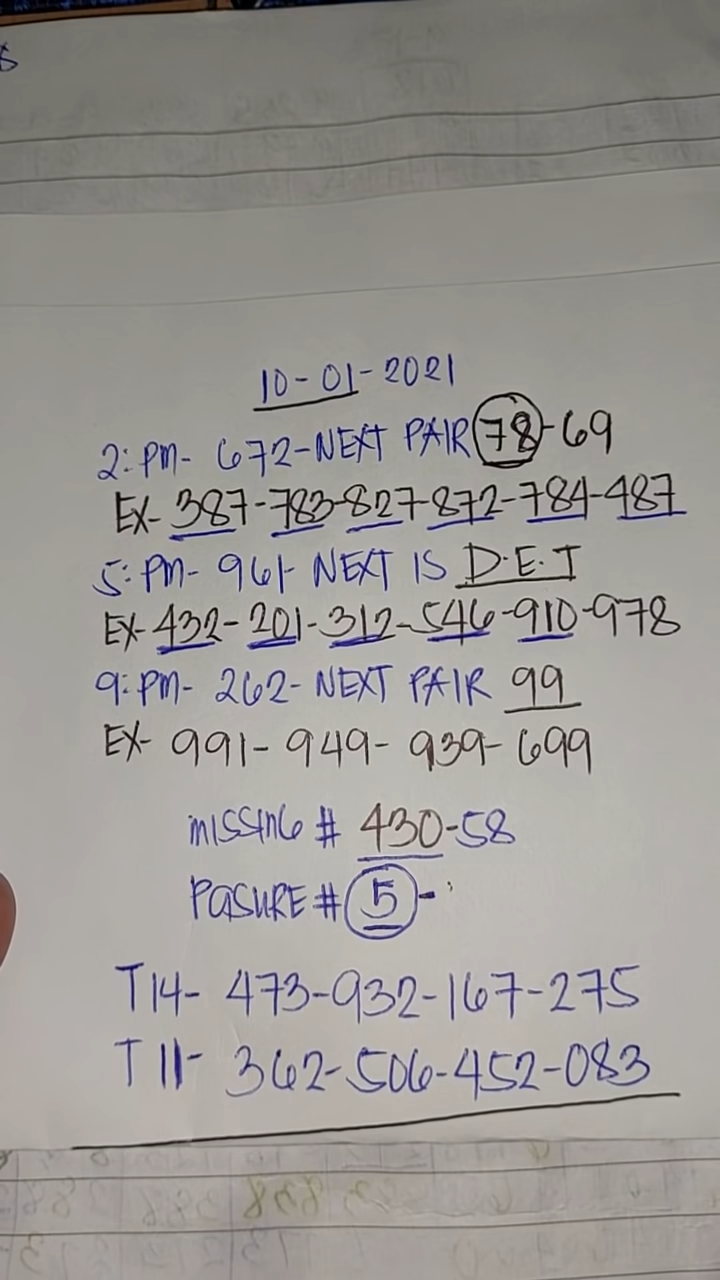 10-01-2021
2:PM- 672-NEXT PAIR 78-69
EX- 387-783-827-872-784-487
5:PM- 961- NEXT IS D.E.T
EX- 432-201-312-546-910-978
9:PM- 262- NEXT PAIR 99
EX- 991-949-939-699
MISSING # 430-58
PASURE # 5-
T14- 473-932-167-275
T11- 362-506-452-083